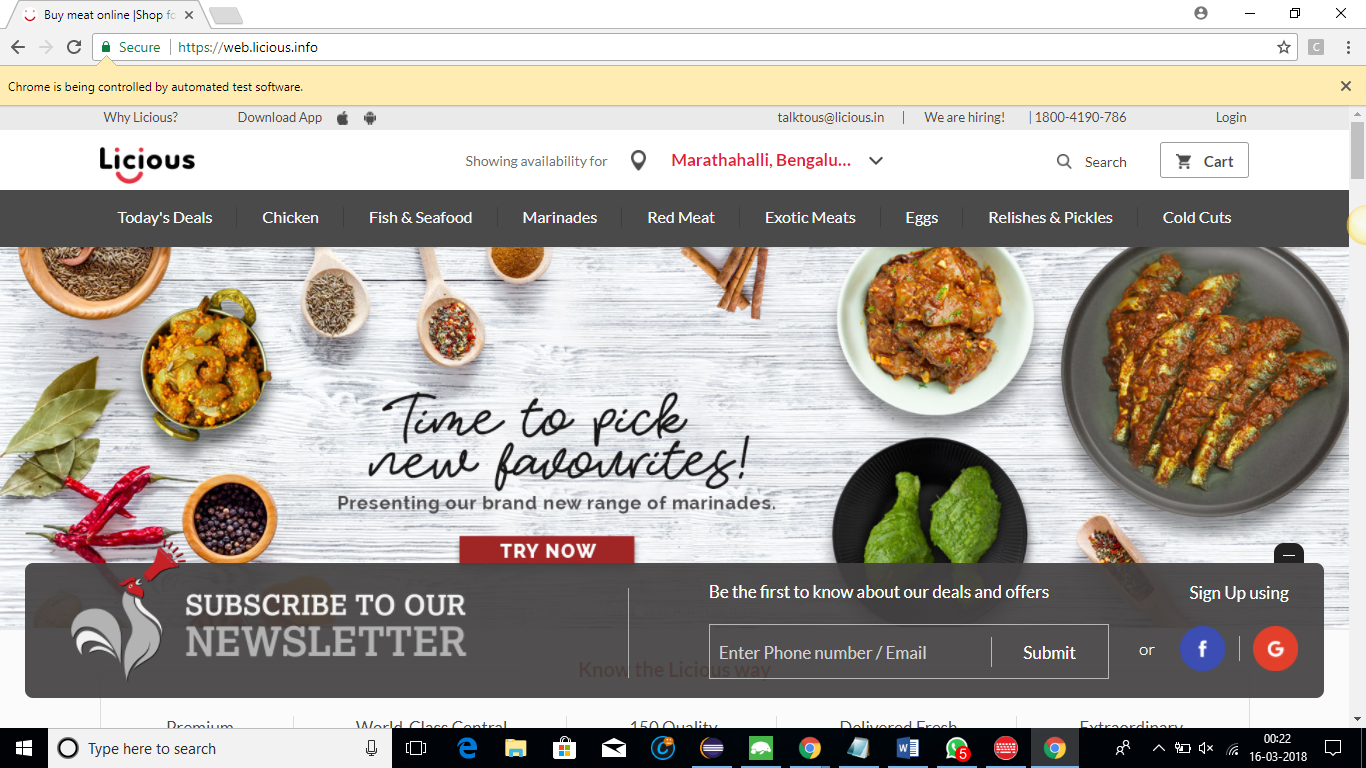 Buy meat online |Shop fo
Secure https://web.licious.info
Chrome is being controlled by automated test software.
Why Licious? Download App talktous@licious.in | We are hiring! | 1800-4190-786 Login
Licious Showing availability for Marathahalli, Bengalu... Search Cart
Today's Deals Chicken Fish & Seafood Marinades Red Meat Exotic Meats Eggs Relishes & Pickles Cold Cuts
Time to pick
new favourites!
Presenting our brand new range of marinades.
TRY NOW
SUBSCRIBE TO OUR
NEWSLETTER
Be the first to know about our deals and offers
Enter Phone number / Email Submit
or
Sign Up using
f G
Know the Licious way
Premium World-Class Central 150 Quality Delivered Fresh Extraordinary
Type here to search
5
00:22
16-03-2018